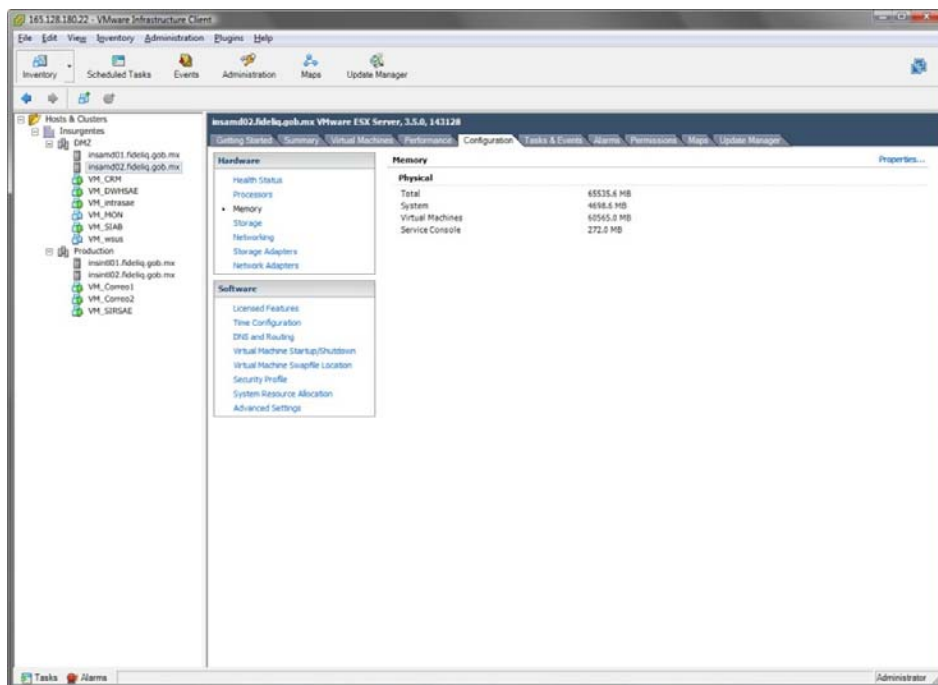 165.128.180.22 - VMware Infrastructure Client
File Edit View Inventory Administration Plugins Help
Inventory Scheduled Tasks Events Administration Maps Update Manager
Hosts & Clusters
Insurgentes
DMZ
insamd01.fideliq.gob.mx
insamd02.fideliq.gob.mx
VM_CRM
VM_DWHSAE
VM_intrasae
VM_MON
VM_SIAB
VM_wsus
Production
insintl01.fideliq.gob.mx
insintl02.fideliq.gob.mx
VM_Correo1
VM_Correo2
VM_SIRSAE
insamd02.fideliq.gob.mx VMware ESX Server, 3.5.0, 143128
Getting Started Summary Virtual Machines Performance Configuration Tasks & Events Alarms Permissions Maps Update Manager
Hardware
Health Status
Processors
Memory
Storage
Networking
Storage Adapters
Network Adapters
Software
Licensed Features
Time Configuration
DNS and Routing
Virtual Machine Startup/Shutdown
Virtual Machine Swapfile Location
Security Profile
System Resource Allocation
Advanced Settings
Memory Properties...
Physical
Total 65535.6 MB
System 4698.6 MB
Virtual Machines 60565.0 MB
Service Console 272.0 MB
Tasks Alarms Administrator